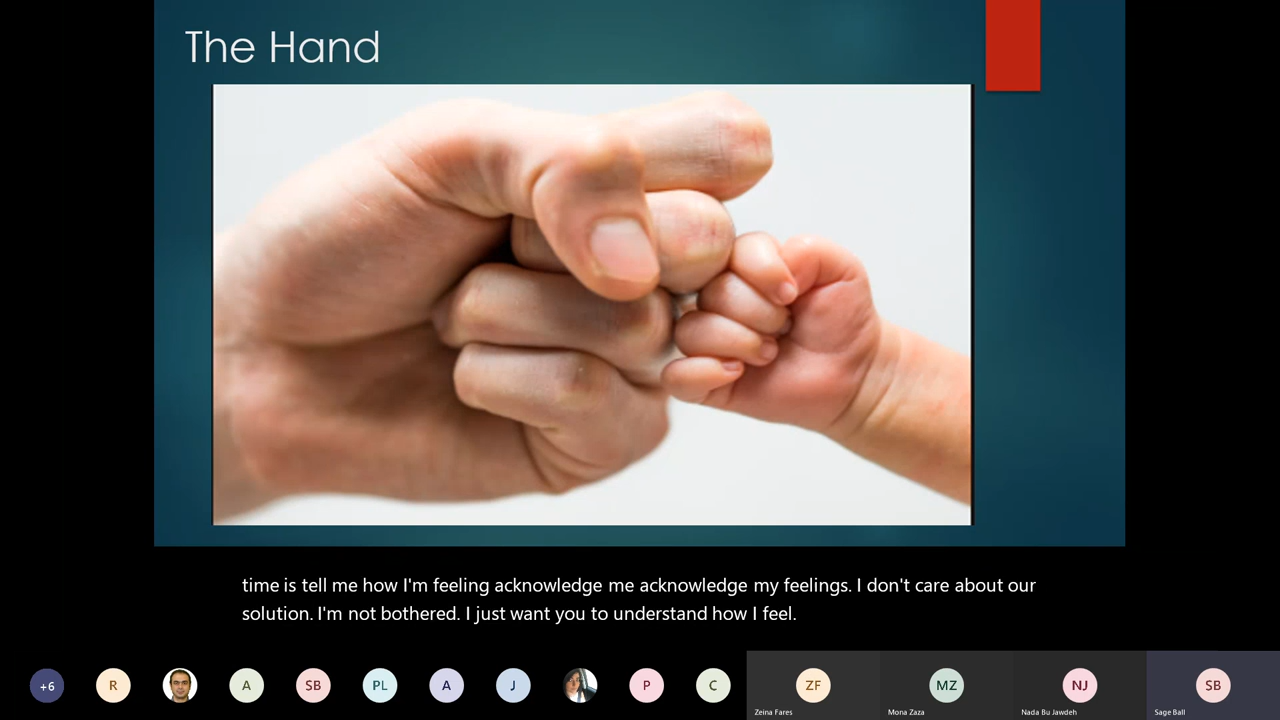 The Hand
time is tell me how I'm feeling acknowledge me acknowledge my feelings. I don't care about our
solution. I'm not bothered. I just want you to understand how I feel.
+6
R
A
SB
PL
A
J
P
C
ZF
MZ
NJ
SB
Zeina Fares
Mona Zaza
Nada Bu Jawdeh
Sage Ball